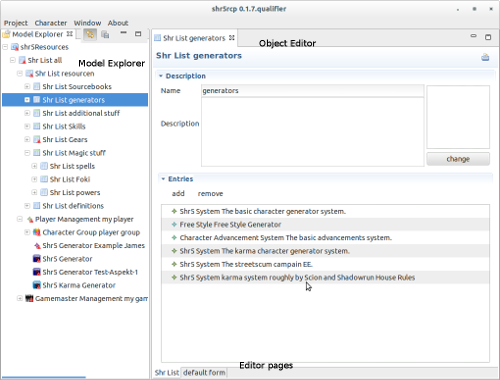 shr5rcp 0.1.7.qualifier
Project Character Window About
Model Explorer
Shr List generators
Object Editor
shr5Resources
Shr List generators
Shr List all
Model Explorer
Description
Shr List resourcen
Shr List Sourcebooks
Name generators
Shr List generators
Shr List additional stuff
Shr List Skills
Description
Shr List Gears
Shr List Magic stuff
change
Shr List spells
Shr List Foki
Entries
Shr List powers
add remove
Shr List definitions
Shr5 System The basic character generator system.
Player Management my player
Free Style Free Style Generator
Character Group player group
Character Advancement System The basic advancements system.
Shr5 Generator Example James
Shr5 System The karma character generator system.
Shr5 Generator
Shr5 System The streetscum campain EE.
Shr5 Generator Test-Aspekt-1
Shr5 System karma system roughly by Scion and Shadowrun House Rules
Shr5 Karma Generator
Gamemaster Management my gam
Editor pages
Shr List default form